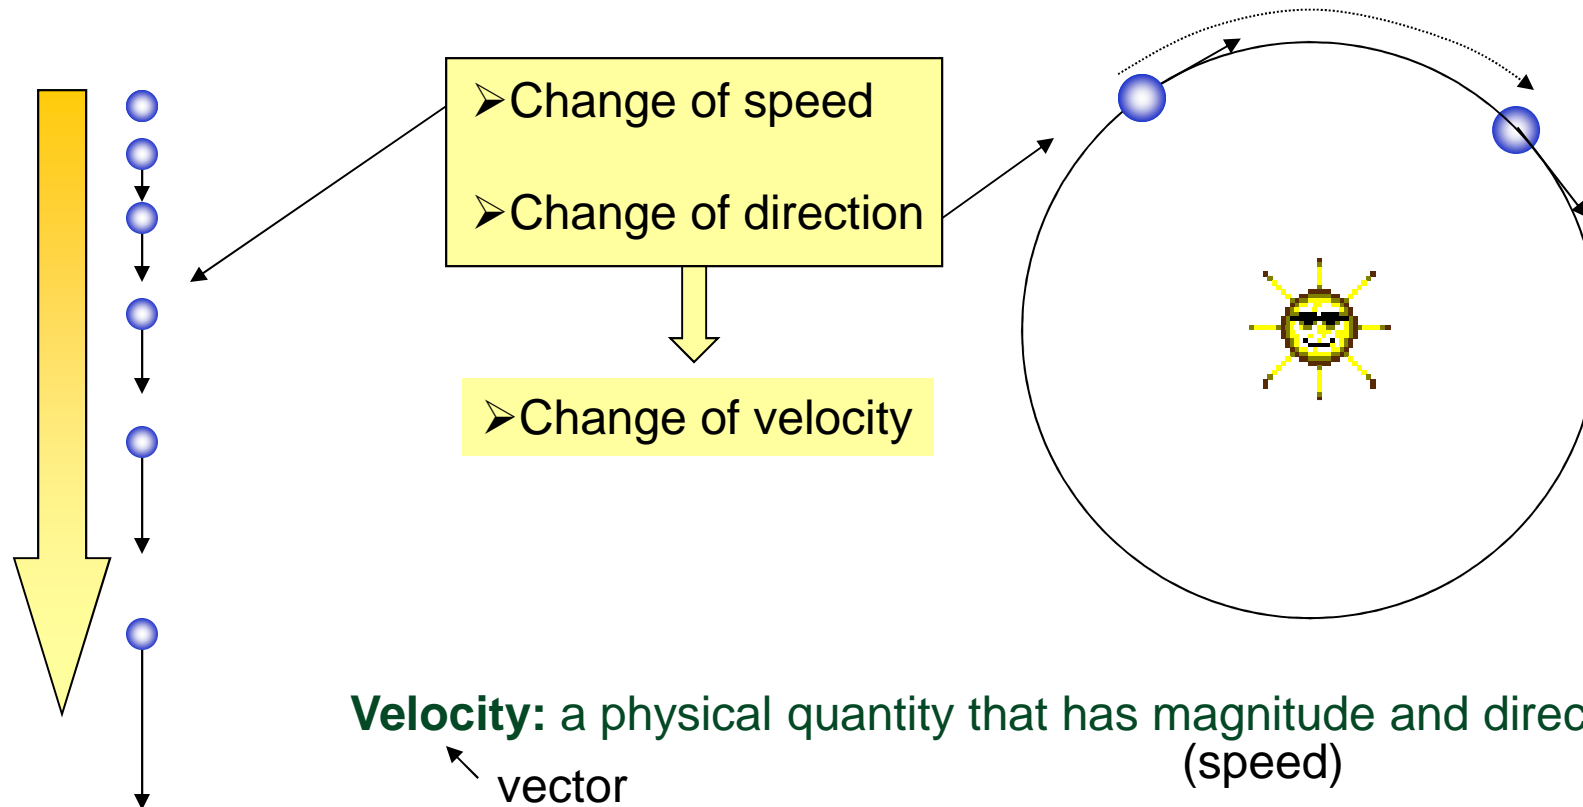 ➢Change of speed
➢Change of direction
➢Change of velocity
Velocity: a physical quantity that has magnitude and direc
(speed)
vector